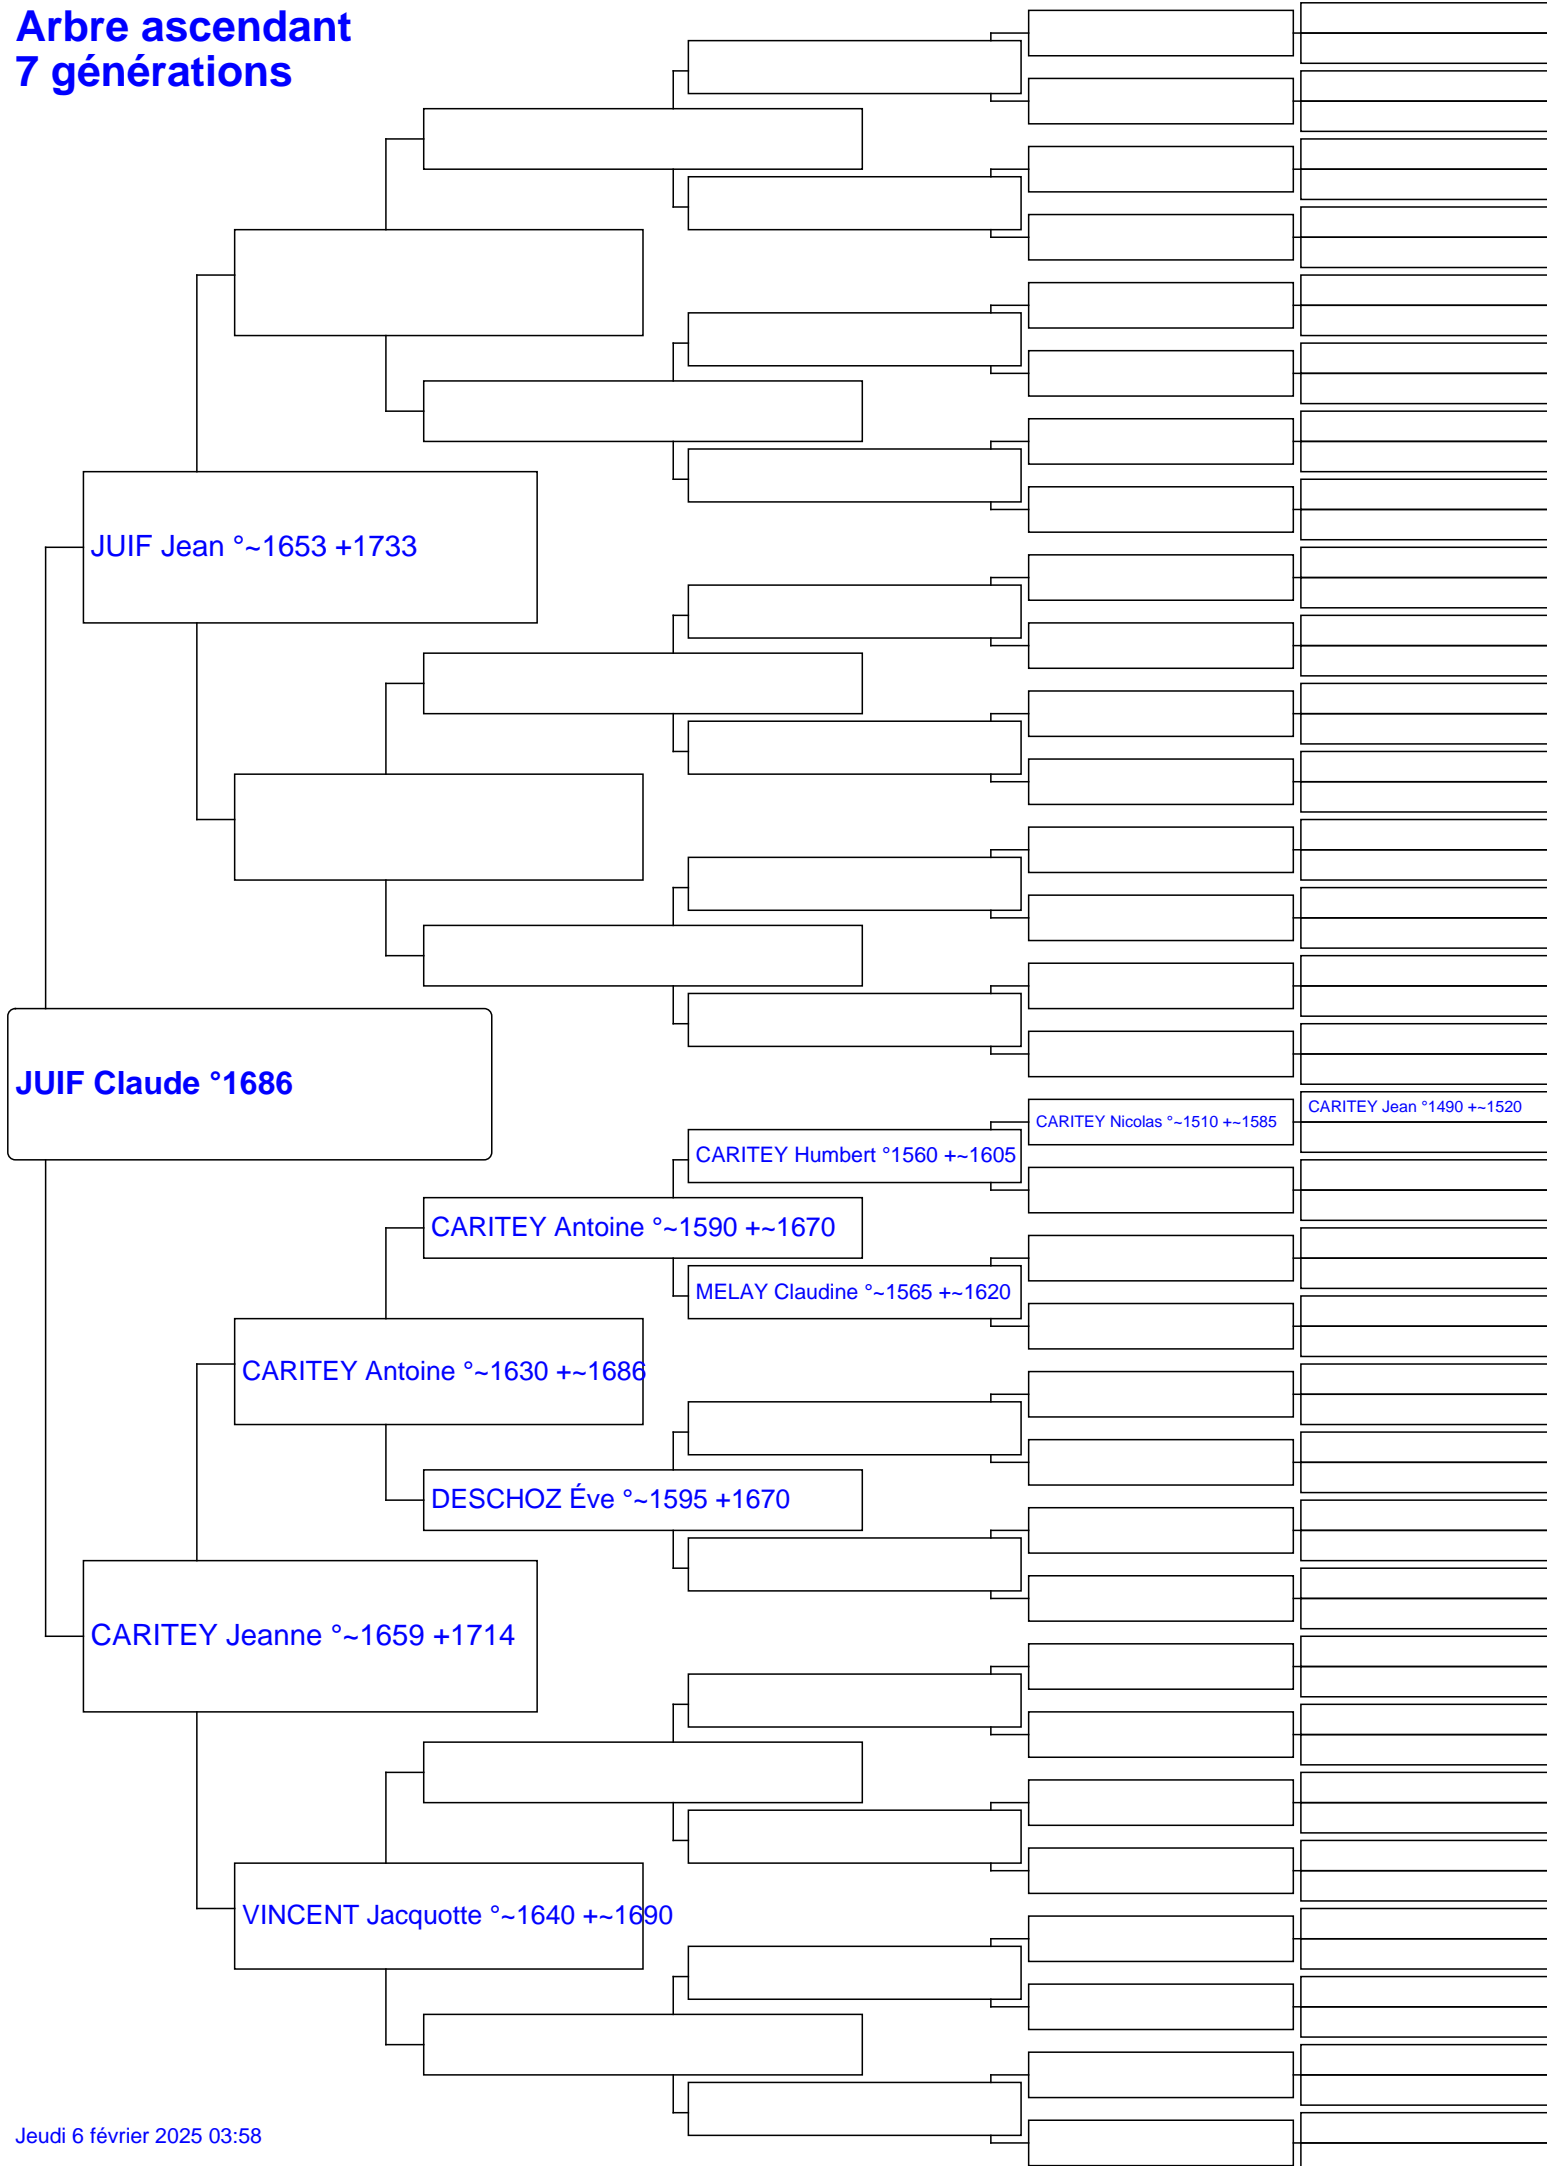 Arbre ascendant
7 générations
JUIF Jean °~1653 +1733
JUIF Claude °1686
CARITEY Jean °1490 +~1520
CARITEY Nicolas °~1510 +~1585
CARITEY Humbert °1560 +~1605
CARITEY Antoine °~1590 +~1670
MELAY Claudine °~1565 +~1620
CARITEY Antoine °~1630 +~1686
DESCHOZ Éve °~1595 +1670
CARITEY Jeanne °~1659 +1714
VINCENT Jacquotte °~1640 +~1690
Jeudi 6 février 2025 03:58